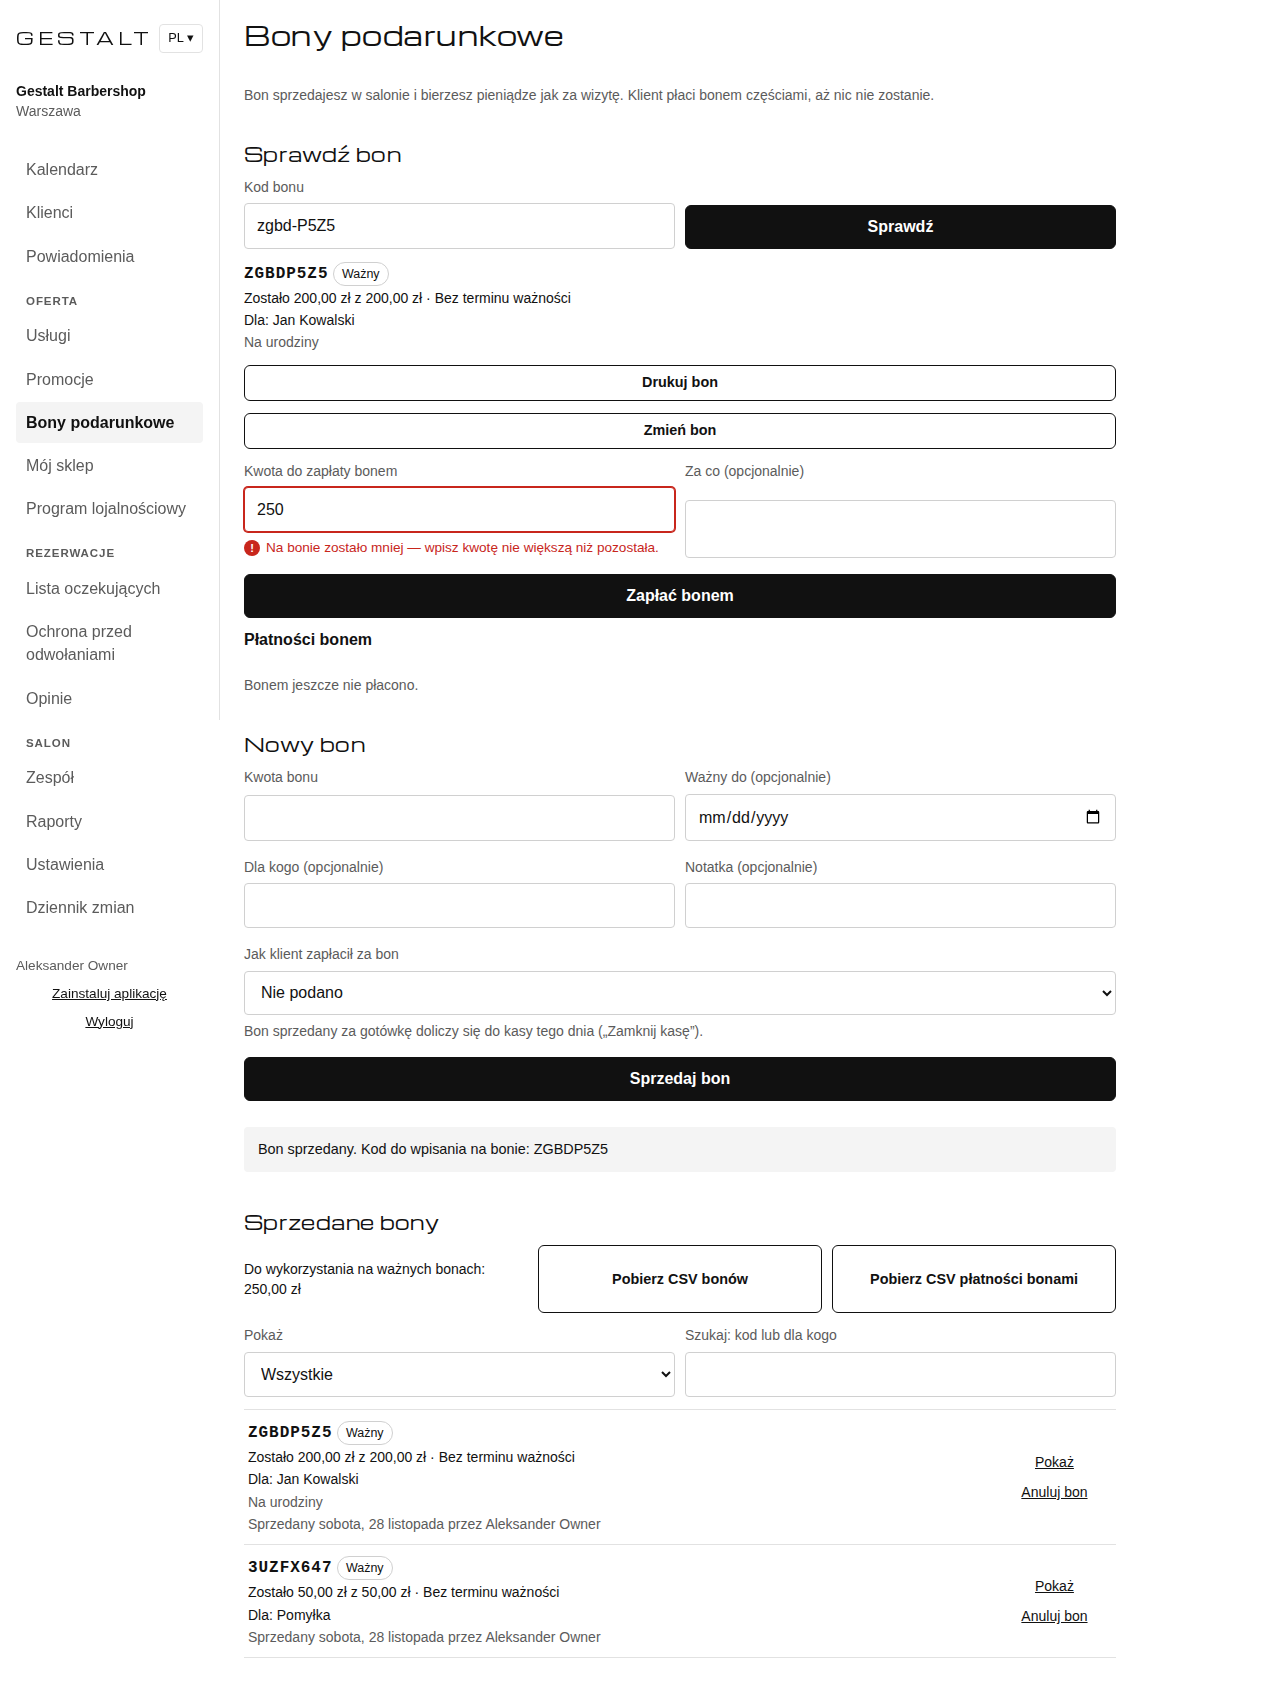 GESTALT
PL ▾
Gestalt Barbershop
Warszawa
Kalendarz
Klienci
Powiadomienia
OFERTA
Usługi
Promocje
Bony podarunkowe
Mój sklep
Program lojalnościowy
REZERWACJE
Lista oczekujących
Ochrona przed
odwołaniami
Opinie
SALON
Zespół
Raporty
Ustawienia
Dziennik zmian
Aleksander Owner
Zainstaluj aplikację
Wyloguj
Bony podarunkowe
Bon sprzedajesz w salonie i bierzesz pieniądze jak za wizytę. Klient płaci bonem częściami, aż nic nie zostanie.
Sprawdź bon
Kod bonu
zgbd-P5Z5
Sprawdź
ZGBDP5Z5 Ważny
Zostało 200,00 zł z 200,00 zł · Bez terminu ważności
Dla: Jan Kowalski
Na urodziny
Drukuj bon
Zmień bon
Kwota do zapłaty bonem
Za co (opcjonalnie)
250
! Na bonie zostało mniej — wpisz kwotę nie większą niż pozostała.
Zapłać bonem
Płatności bonem
Bonem jeszcze nie płacono.
Nowy bon
Kwota bonu
Ważny do (opcjonalnie)
mm/dd/yyyy
Dla kogo (opcjonalnie)
Notatka (opcjonalnie)
Jak klient zapłacił za bon
Nie podano
Bon sprzedany za gotówkę doliczy się do kasy tego dnia („Zamknij kasę”).
Sprzedaj bon
Bon sprzedany. Kod do wpisania na bonie: ZGBDP5Z5
Sprzedane bony
Do wykorzystania na ważnych bonach:
250,00 zł
Pobierz CSV bonów
Pobierz CSV płatności bonami
Pokaż
Szukaj: kod lub dla kogo
Wszystkie
ZGBDP5Z5 Ważny
Zostało 200,00 zł z 200,00 zł · Bez terminu ważności
Dla: Jan Kowalski
Na urodziny
Sprzedany sobota, 28 listopada przez Aleksander Owner
Pokaż
Anuluj bon
3UZFX647 Ważny
Zostało 50,00 zł z 50,00 zł · Bez terminu ważności
Dla: Pomyłka
Sprzedany sobota, 28 listopada przez Aleksander Owner
Pokaż
Anuluj bon